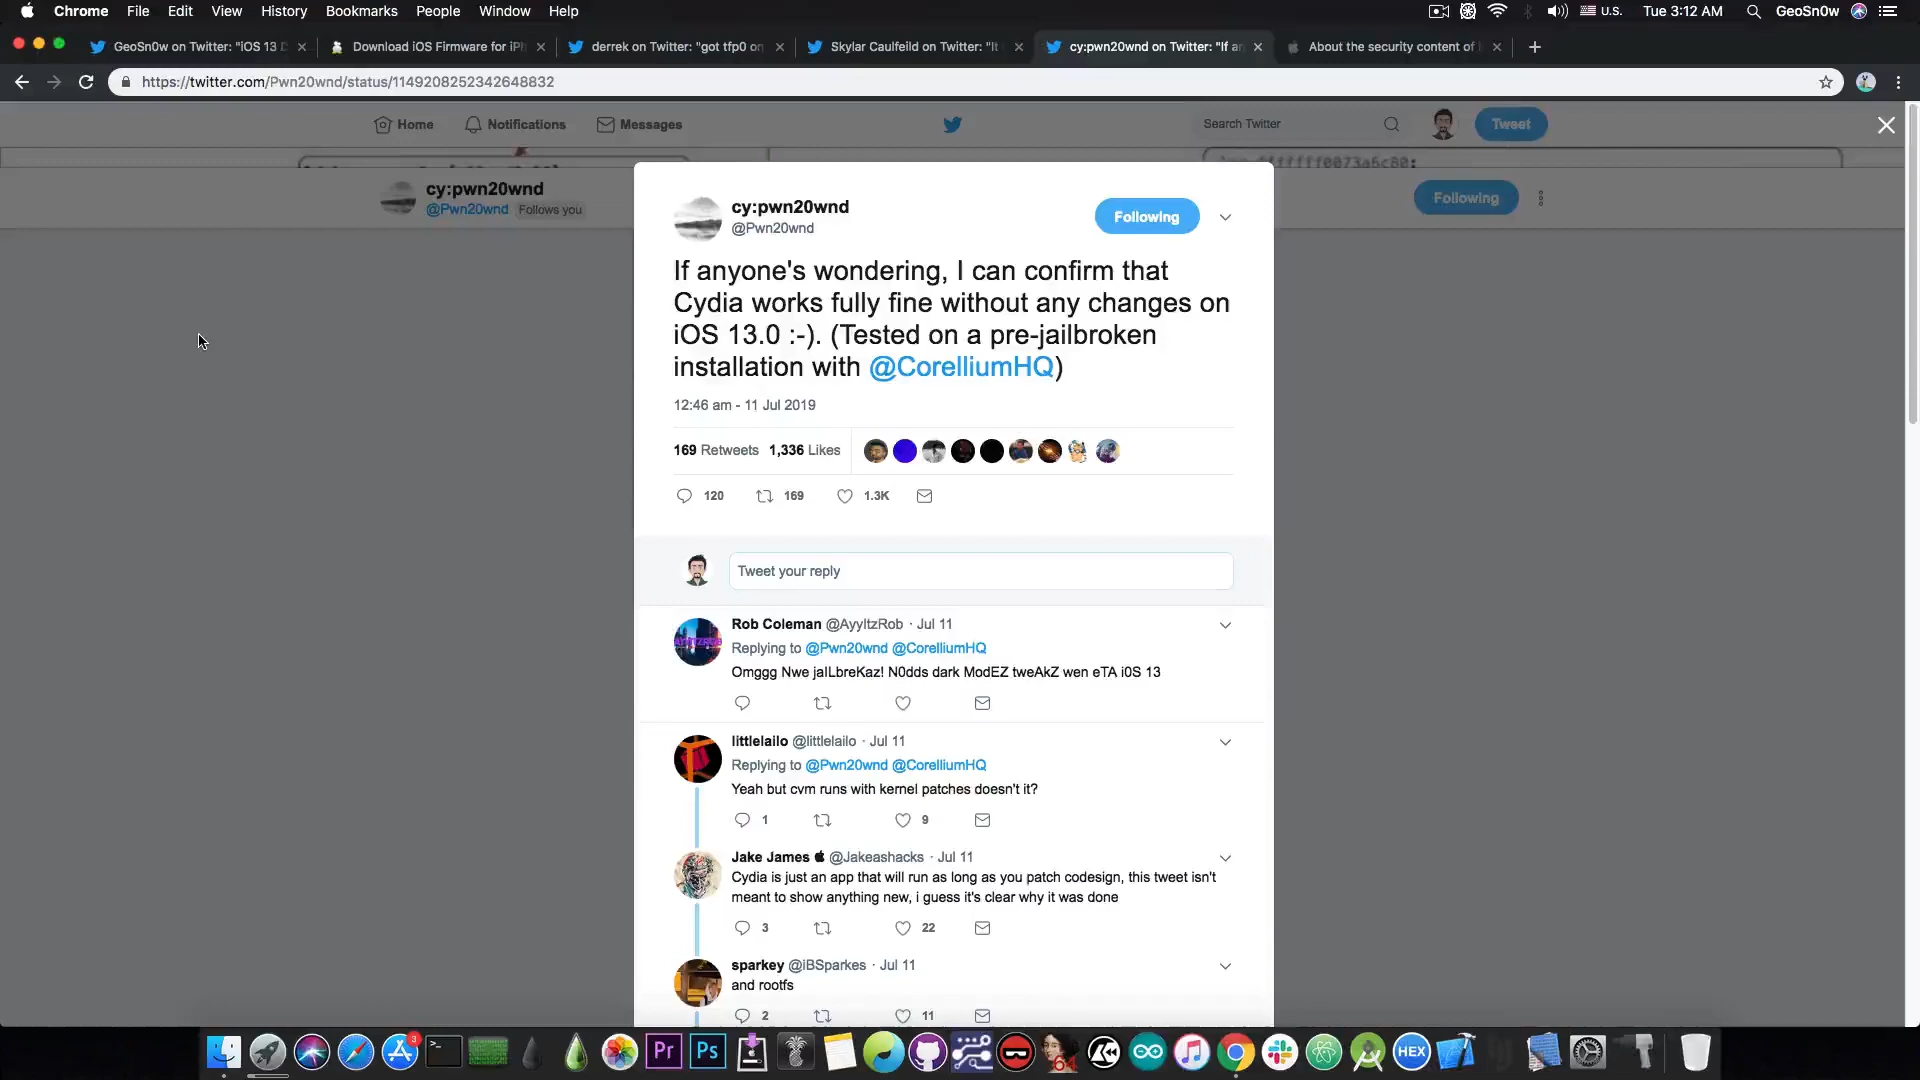 Chrome File Edit View History Bookmarks People Window Help
U.S. Tue 3:12 AM GeoSn0w
GeoSn0w on Twitter: "iOS 13
Download iOS Firmware for iPh
derrek on Twitter: "got tfp0 on
Skylar Caulfeild on Twitter: "It
cy:pwn20wnd on Twitter: "If an
About the security content of
https://twitter.com/Pwn20wnd/status/1149208252342648832
Home Notifications Messages
Search Twitter
Tweet
cy:pwn20wnd
@Pwn20wnd Follows you
Following
cy:pwn20wnd
@Pwn20wnd
Following
If anyone's wondering, I can confirm that
Cydia works fully fine without any changes on
iOS 13.0 :-). (Tested on a pre-jailbroken
installation with @CorelliumHQ)
12:46 am - 11 Jul 2019
169 Retweets 1,336 Likes
120 169 1.3K
Tweet your reply
Rob Coleman @AyyItzRob · Jul 11
Replying to @Pwn20wnd @CorelliumHQ
Omggg Nwe jaILbreKaz! N0dds dark ModEZ tweAkZ wen eTA i0S 13
littlelailo @littlelailo · Jul 11
Replying to @Pwn20wnd @CorelliumHQ
Yeah but cvm runs with kernel patches doesn't it?
1 9
Jake James @Jakeashacks · Jul 11
Cydia is just an app that will run as long as you patch codesign, this tweet isn't
meant to show anything new, i guess it's clear why it was done
3 22
sparkey @iBSparkes · Jul 11
and rootfs
2 11
3
Pr
Ps
64
HEX